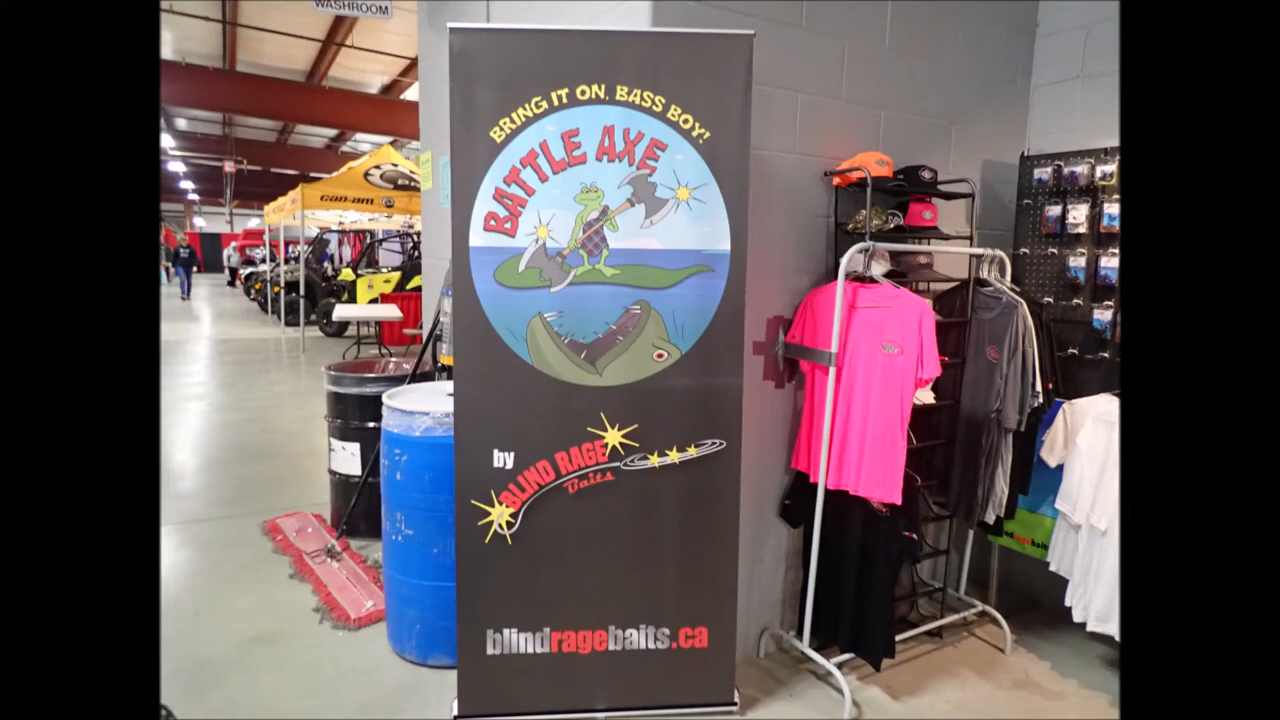 WASHROOM
can-am
BRING IT ON, BASS BOY!
BATTLE AXE
by
BLIND RAGE
Baits
blindragebaits.ca